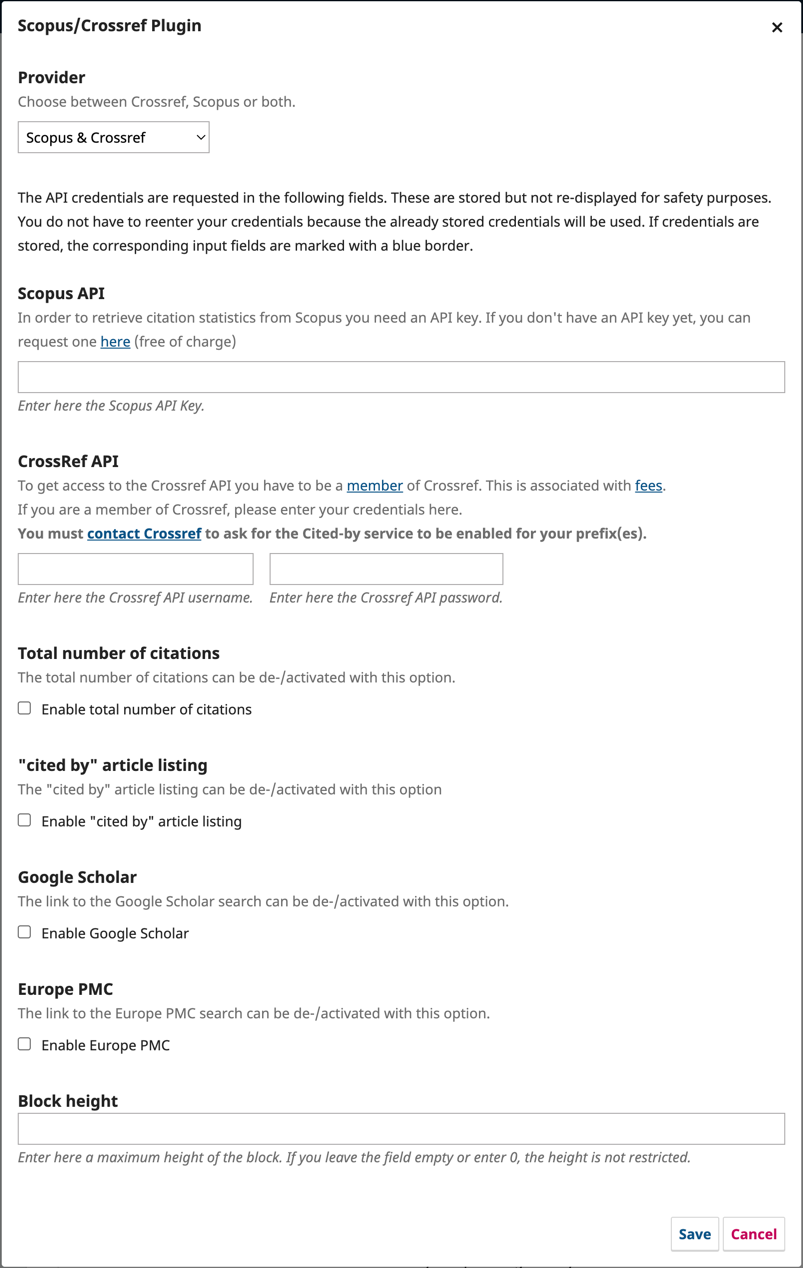 Scopus/Crossref Plugin
Provider
Choose between Crossref, Scopus or both.
Scopus & Crossref
The API credentials are requested in the following fields. These are stored but not re-displayed for safety purposes.
You do not have to reenter your credentials because the already stored credentials will be used. If credentials are
stored, the corresponding input fields are marked with a blue border.
Scopus API
In order to retrieve citation statistics from Scopus you need an API key. If you don't have an API key yet, you can
request one here (free of charge)
Enter here the Scopus API Key.
CrossRef API
To get access to the Crossref API you have to be a member of Crossref. This is associated with fees.
If you are a member of Crossref, please enter your credentials here.
You must contact Crossref to ask for the Cited-by service to be enabled for your prefix(es).
Enter here the Crossref API username. Enter here the Crossref API password.
Total number of citations
The total number of citations can be de-/activated with this option.
Enable total number of citations
"cited by" article listing
The "cited by" article listing can be de-/activated with this option
Enable "cited by" article listing
Google Scholar
The link to the Google Scholar search can be de-/activated with this option.
Enable Google Scholar
Europe PMC
The link to the Europe PMC search can be de-/activated with this option.
Enable Europe PMC
Block height
Enter here a maximum height of the block. If you leave the field empty or enter 0, the height is not restricted.
Save Cancel